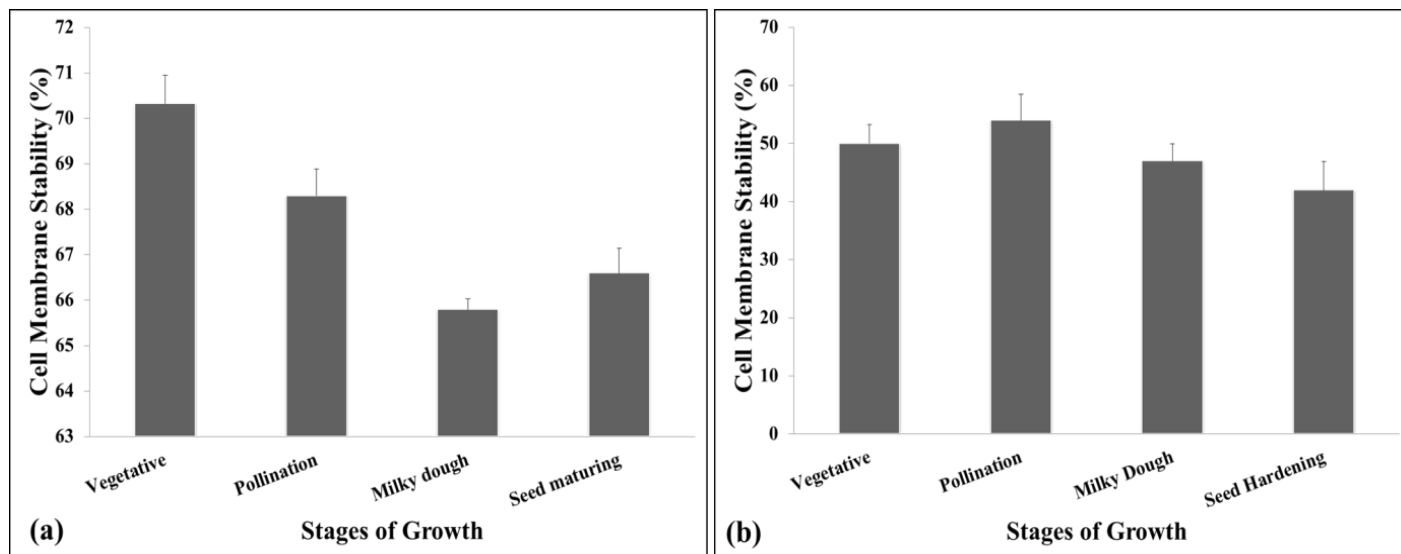 Cell Membrane Stability (%)
72
71
70
69
68
67
66
65
64
63
Vegetative
Pollination
Milky dough
Seed maturing
(a)
Stages of Growth
Cell Membrane Stability (%)
70
60
50
40
30
20
10
0
Vegetative
Pollination
Milky Dough
Seed Hardening
(b)
Stages of Growth